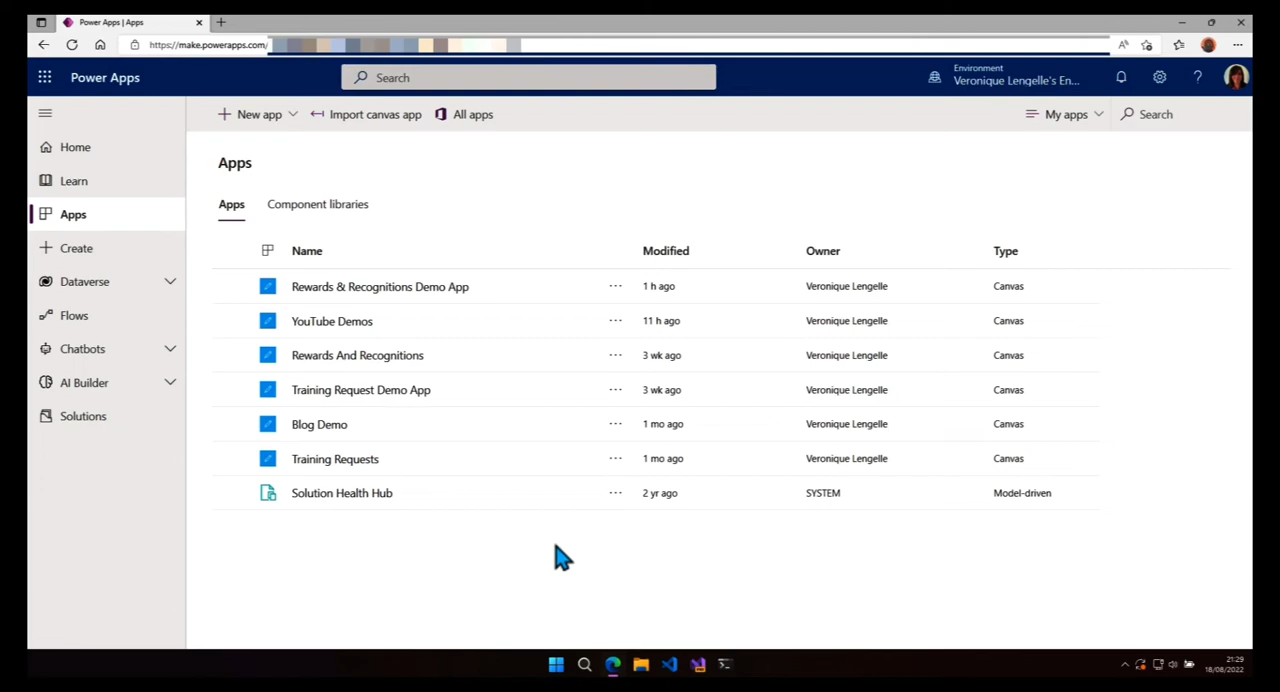 Power Apps | Apps
https://make.powerapps.com/
Power Apps
Search
Environment
Veronique Lengelle's En...
New app
Import canvas app
All apps
My apps
Search
Home
Learn
Apps
Create
Dataverse
Flows
Chatbots
AI Builder
Solutions
Apps
Apps
Component libraries
Name Modified Owner Type
Rewards & Recognitions Demo App ... 1 h ago Veronique Lengelle Canvas
YouTube Demos ... 11 h ago Veronique Lengelle Canvas
Rewards And Recognitions ... 3 wk ago Veronique Lengelle Canvas
Training Request Demo App ... 3 wk ago Veronique Lengelle Canvas
Blog Demo ... 1 mo ago Veronique Lengelle Canvas
Training Requests ... 1 mo ago Veronique Lengelle Canvas
Solution Health Hub ... 2 yr ago SYSTEM Model-driven
21:29
18/08/2022